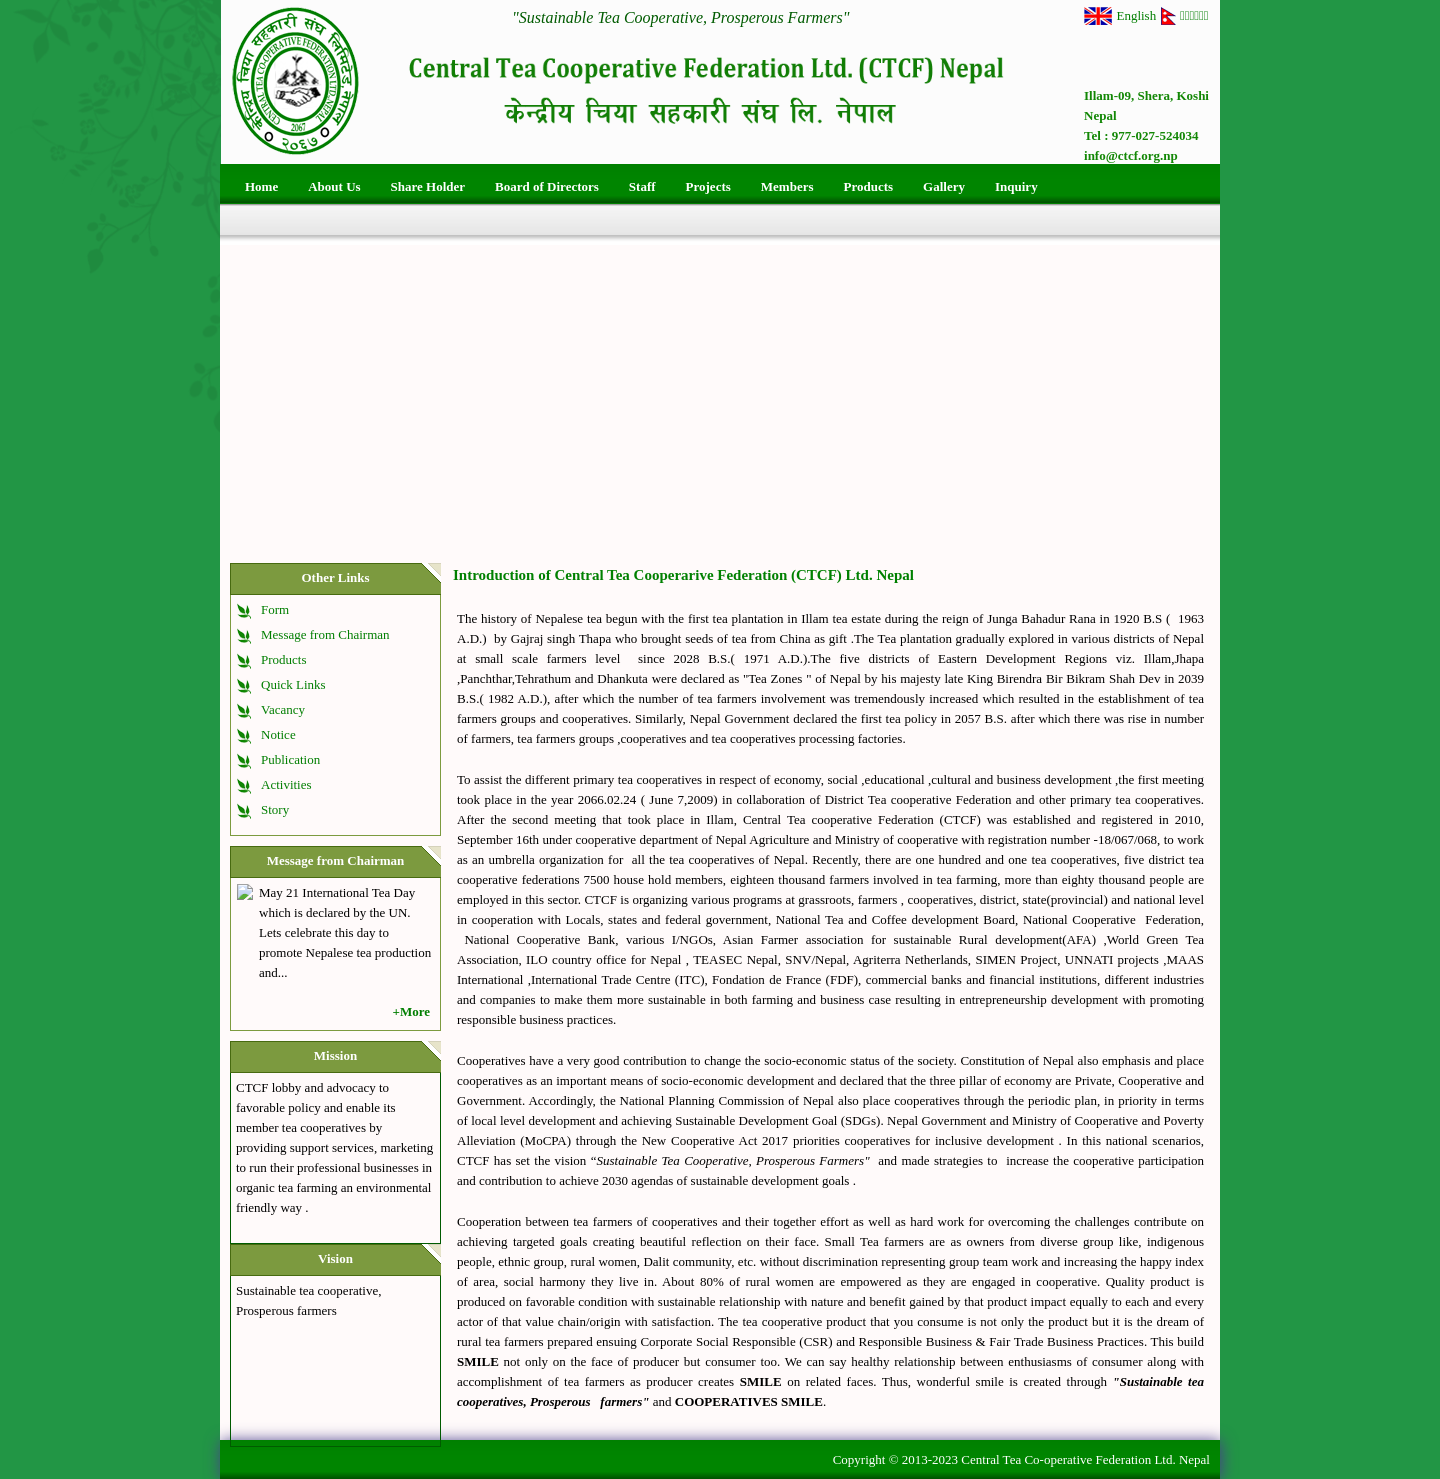 "Sustainable Tea Cooperative, Prosperous Farmers"
English
Central Tea Cooperative Federation Ltd. (CTCF) Nepal
केन्द्रीय चिया सहकारी संघ लि. नेपाल
केन्द्रीय चिया सहकारी संघ लिमिटेड, नेपाल
CENTRAL TEA COOPERATIVE FEDERATION LTD. NEPAL
2067
२०६७
Illam-09, Shera, Koshi
Nepal
Tel : 977-027-524034
info@ctcf.org.np
Home About Us Share Holder Board of Directors Staff Projects Members Products Gallery Inquiry
Other Links
Form
Message from Chairman
Products
Quick Links
Vacancy
Notice
Publication
Activities
Story
Message from Chairman
May 21 International Tea Day
which is declared by the UN.
Lets celebrate this day to
promote Nepalese tea production
and...
+More
Mission
CTCF lobby and advocacy to
favorable policy and enable its
member tea cooperatives by
providing support services, marketing
to run their professional businesses in
organic tea farming an environmental
friendly way .
Vision
Sustainable tea cooperative,
Prosperous farmers
Introduction of Central Tea Cooperarive Federation (CTCF) Ltd. Nepal
The history of Nepalese tea begun with the first tea plantation in Illam tea estate during the reign of Junga Bahadur Rana in 1920 B.S ( 1963
A.D.) by Gajraj singh Thapa who brought seeds of tea from China as gift .The Tea plantation gradually explored in various districts of Nepal
at small scale farmers level since 2028 B.S.( 1971 A.D.).The five districts of Eastern Development Regions viz. Illam,Jhapa
,Panchthar,Tehrathum and Dhankuta were declared as "Tea Zones " of Nepal by his majesty late King Birendra Bir Bikram Shah Dev in 2039
B.S.( 1982 A.D.), after which the number of tea farmers involvement was tremendously increased which resulted in the establishment of tea
farmers groups and cooperatives. Similarly, Nepal Government declared the first tea policy in 2057 B.S. after which there was rise in number
of farmers, tea farmers groups ,cooperatives and tea cooperatives processing factories.
To assist the different primary tea cooperatives in respect of economy, social ,educational ,cultural and business development ,the first meeting
took place in the year 2066.02.24 ( June 7,2009) in collaboration of District Tea cooperative Federation and other primary tea cooperatives.
After the second meeting that took place in Illam, Central Tea cooperative Federation (CTCF) was established and registered in 2010,
September 16th under cooperative department of Nepal Agriculture and Ministry of cooperative with registration number -18/067/068, to work
as an umbrella organization for all the tea cooperatives of Nepal. Recently, there are one hundred and one tea cooperatives, five district tea
cooperative federations 7500 house hold members, eighteen thousand farmers involved in tea farming, more than eighty thousand people are
employed in this sector. CTCF is organizing various programs at grassroots, farmers , cooperatives, district, state(provincial) and national level
in cooperation with Locals, states and federal government, National Tea and Coffee development Board, National Cooperative Federation,
National Cooperative Bank, various I/NGOs, Asian Farmer association for sustainable Rural development(AFA) ,World Green Tea
Association, ILO country office for Nepal , TEASEC Nepal, SNV/Nepal, Agriterra Netherlands, SIMEN Project, UNNATI projects ,MAAS
International ,International Trade Centre (ITC), Fondation de France (FDF), commercial banks and financial institutions, different industries
and companies to make them more sustainable in both farming and business case resulting in entrepreneurship development with promoting
responsible business practices.
Cooperatives have a very good contribution to change the socio-economic status of the society. Constitution of Nepal also emphasis and place
cooperatives as an important means of socio-economic development and declared that the three pillar of economy are Private, Cooperative and
Government. Accordingly, the National Planning Commission of Nepal also place cooperatives through the periodic plan, in priority in terms
of local level development and achieving Sustainable Development Goal (SDGs). Nepal Government and Ministry of Cooperative and Poverty
Alleviation (MoCPA) through the New Cooperative Act 2017 priorities cooperatives for inclusive development . In this national scenarios,
CTCF has set the vision “Sustainable Tea Cooperative, Prosperous Farmers" and made strategies to increase the cooperative participation
and contribution to achieve 2030 agendas of sustainable development goals .
Cooperation between tea farmers of cooperatives and their together effort as well as hard work for overcoming the challenges contribute on
achieving targeted goals creating beautiful reflection on their face. Small Tea farmers are as owners from diverse group like, indigenous
people, ethnic group, rural women, Dalit community, etc. without discrimination representing group team work and increasing the happy index
of area, social harmony they live in. About 80% of rural women are empowered as they are engaged in cooperative. Quality product is
produced on favorable condition with sustainable relationship with nature and benefit gained by that product impact equally to each and every
actor of that value chain/origin with satisfaction. The tea cooperative product that you consume is not only the product but it is the dream of
rural tea farmers prepared ensuing Corporate Social Responsible (CSR) and Responsible Business & Fair Trade Business Practices. This build
SMILE not only on the face of producer but consumer too. We can say healthy relationship between enthusiasms of consumer along with
accomplishment of tea farmers as producer creates SMILE on related faces. Thus, wonderful smile is created through "Sustainable tea
cooperatives, Prosperous farmers" and COOPERATIVES SMILE.
Copyright © 2013-2023 Central Tea Co-operative Federation Ltd. Nepal